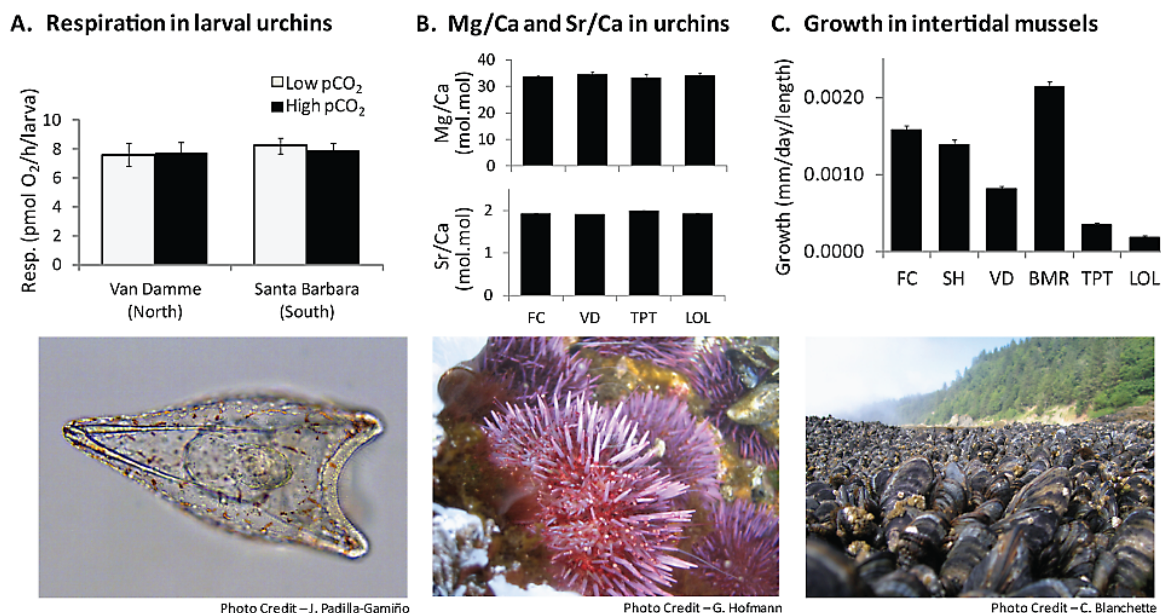 A. Respiration in larval urchins
Low pCO2
High pCO2
Resp. (pmol O2/h/larva)
10
8
6
4
2
0
Van Damme
(North)
Santa Barbara
(South)
Photo Credit – J. Padilla-Gamiño
B. Mg/Ca and Sr/Ca in urchins
Mg/Ca
(mol.mol)
40
30
20
10
0
Sr/Ca
(mol.mol)
2
1
0
FC VD TPT LOL
Photo Credit – G. Hofmann
C. Growth in intertidal mussels
Growth (mm/day/length)
0.0020
0.0010
0.0000
FC SH VD BMR TPT LOL
Photo Credit – C. Blanchette